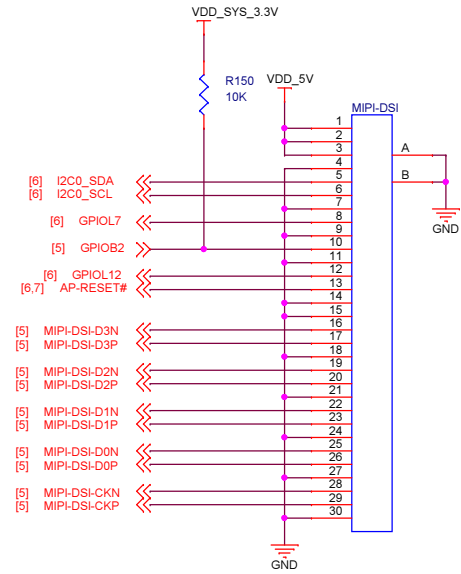 VDD_SYS_3.3V
R150
10K
VDD_5V
MIPI-DSI
1
2
3
A
4
[6] I2C0_SDA
5
B
[6] I2C0_SCL
6
7
[6] GPIOL7
8
GND
9
[5] GPIOB2
10
11
[6] GPIOL12
12
[6,7] AP-RESET#
13
14
15
[5] MIPI-DSI-D3N
16
[5] MIPI-DSI-D3P
17
18
[5] MIPI-DSI-D2N
19
[5] MIPI-DSI-D2P
20
21
[5] MIPI-DSI-D1N
22
[5] MIPI-DSI-D1P
23
24
[5] MIPI-DSI-D0N
25
[5] MIPI-DSI-D0P
26
27
[5] MIPI-DSI-CKN
28
[5] MIPI-DSI-CKP
29
30
GND